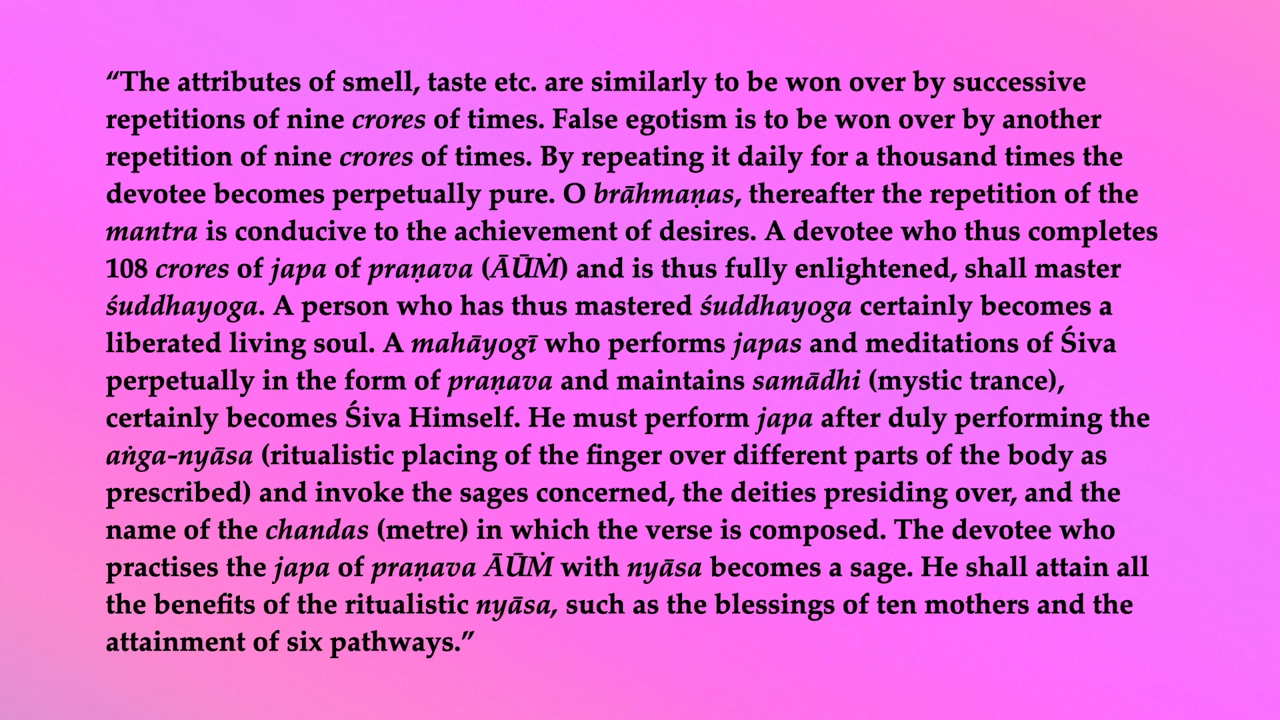 “The attributes of smell, taste etc. are similarly to be won over by successive
repetitions of nine crores of times. False egotism is to be won over by another
repetition of nine crores of times. By repeating it daily for a thousand times the
devotee becomes perpetually pure. O brāhmaṇas, thereafter the repetition of the
mantra is conducive to the achievement of desires. A devotee who thus completes
108 crores of japa of praṇava (ĀŪṀ) and is thus fully enlightened, shall master
śuddhayoga. A person who has thus mastered śuddhayoga certainly becomes a
liberated living soul. A mahāyogī who performs japas and meditations of Śiva
perpetually in the form of praṇava and maintains samādhi (mystic trance),
certainly becomes Śiva Himself. He must perform japa after duly performing the
aṅga-nyāsa (ritualistic placing of the finger over different parts of the body as
prescribed) and invoke the sages concerned, the deities presiding over, and the
name of the chandas (metre) in which the verse is composed. The devotee who
practises the japa of praṇava ĀŪṀ with nyāsa becomes a sage. He shall attain all
the benefits of the ritualistic nyāsa, such as the blessings of ten mothers and the
attainment of six pathways.”